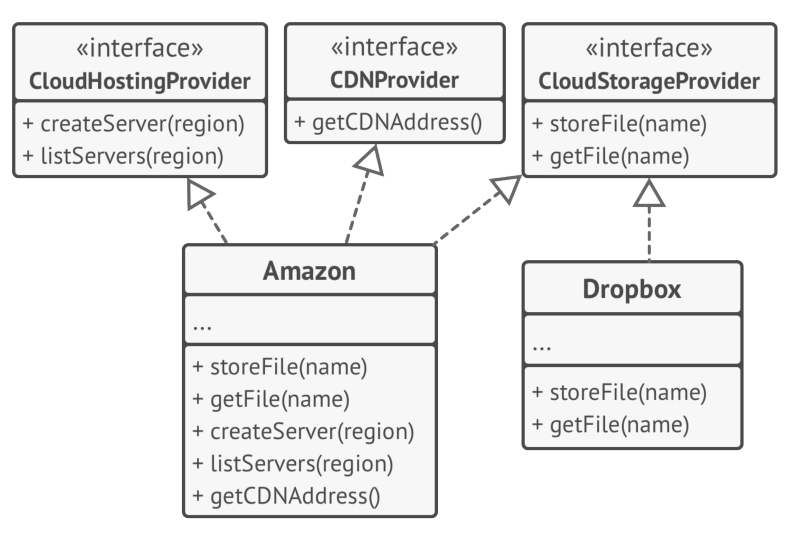 «interface»
CloudHostingProvider
+ createServer(region)
+ listServers(region)
«interface»
CDNProvider
+ getCDNAddress()
«interface»
CloudStorageProvider
+ storeFile(name)
+ getFile(name)
Amazon
...
+ storeFile(name)
+ getFile(name)
+ createServer(region)
+ listServers(region)
+ getCDNAddress()
Dropbox
...
+ storeFile(name)
+ getFile(name)